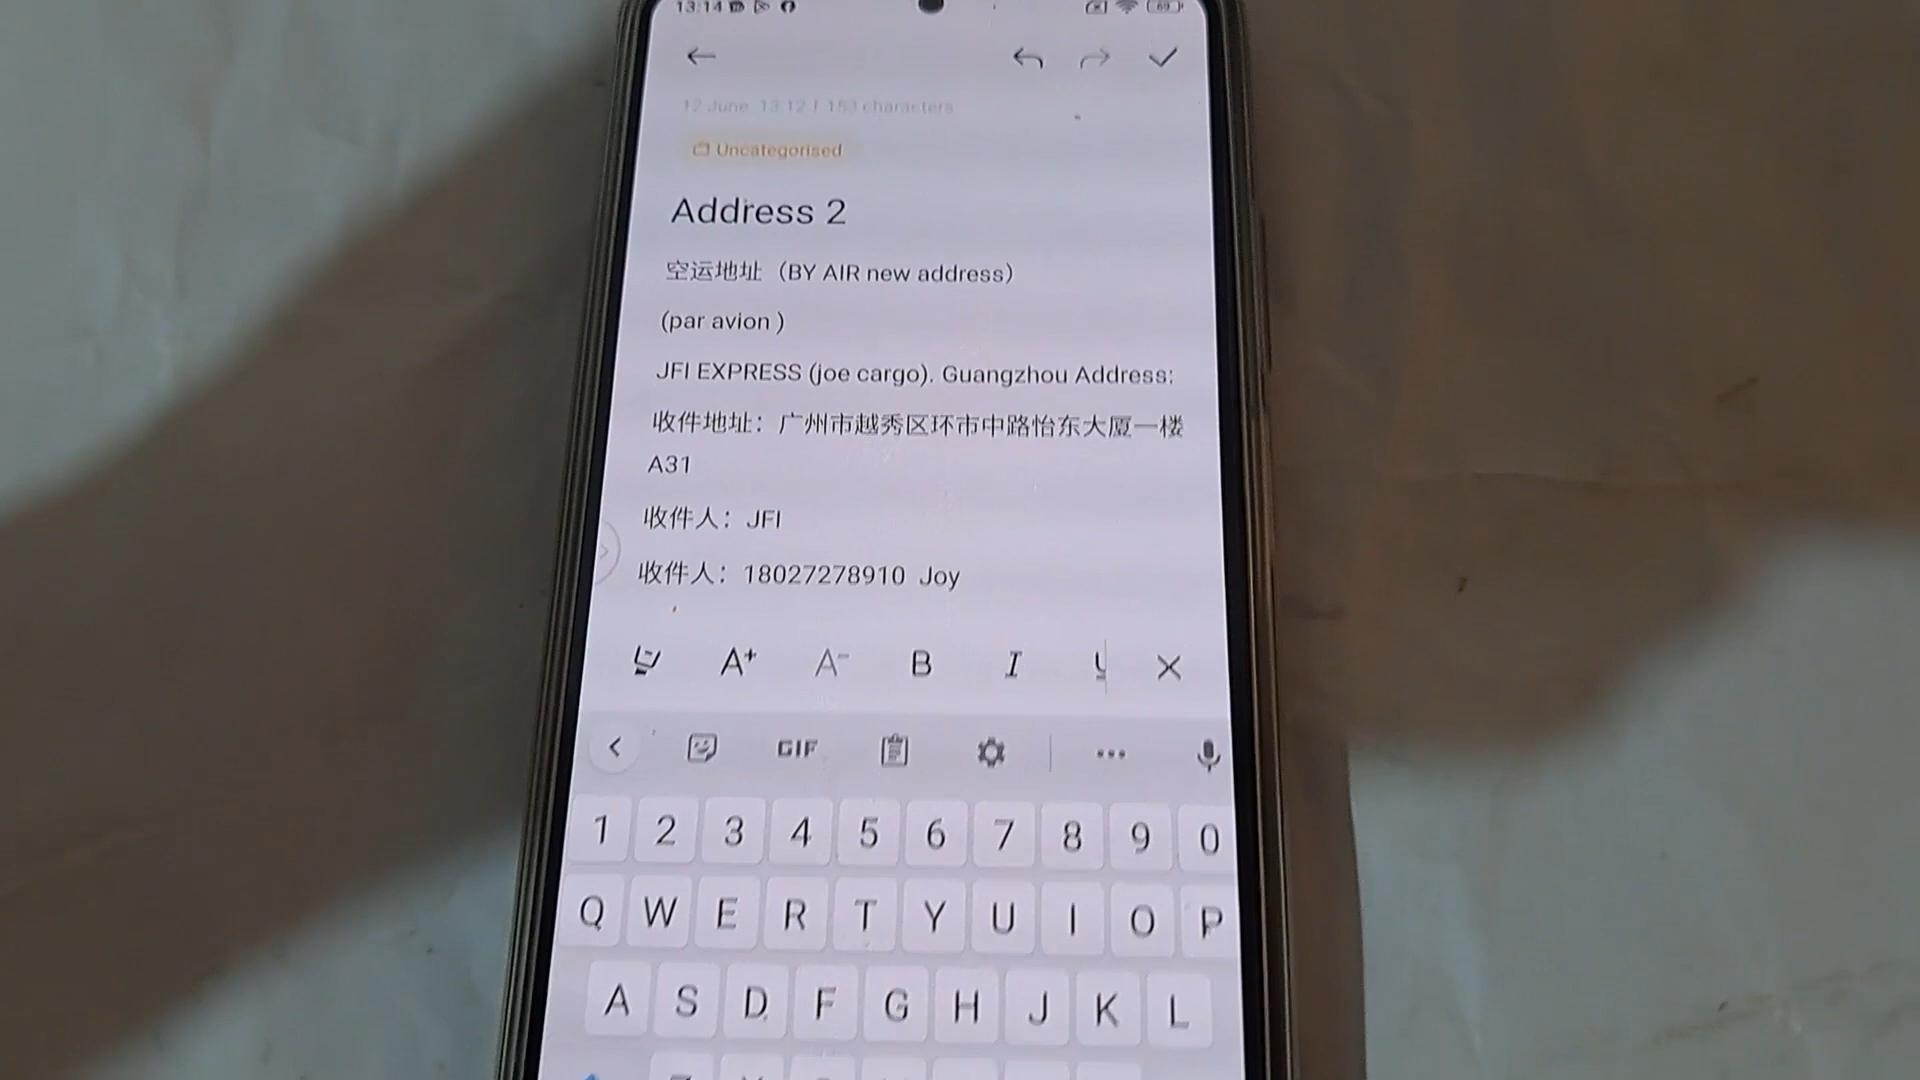 13:14
69
12 June 13:12 | 153 characters
Uncategorised
Address 2
空运地址（BY AIR new address）
(par avion )
JFI EXPRESS (joe cargo). Guangzhou Address:
收件地址：广州市越秀区环市中路怡东大厦一楼
A31
收件人：JFI
收件人：18027278910 Joy
A+ A- B I U
GIF
1 2 3 4 5 6 7 8 9 0
Q W E R T Y U I O P
A S D F G H J K L